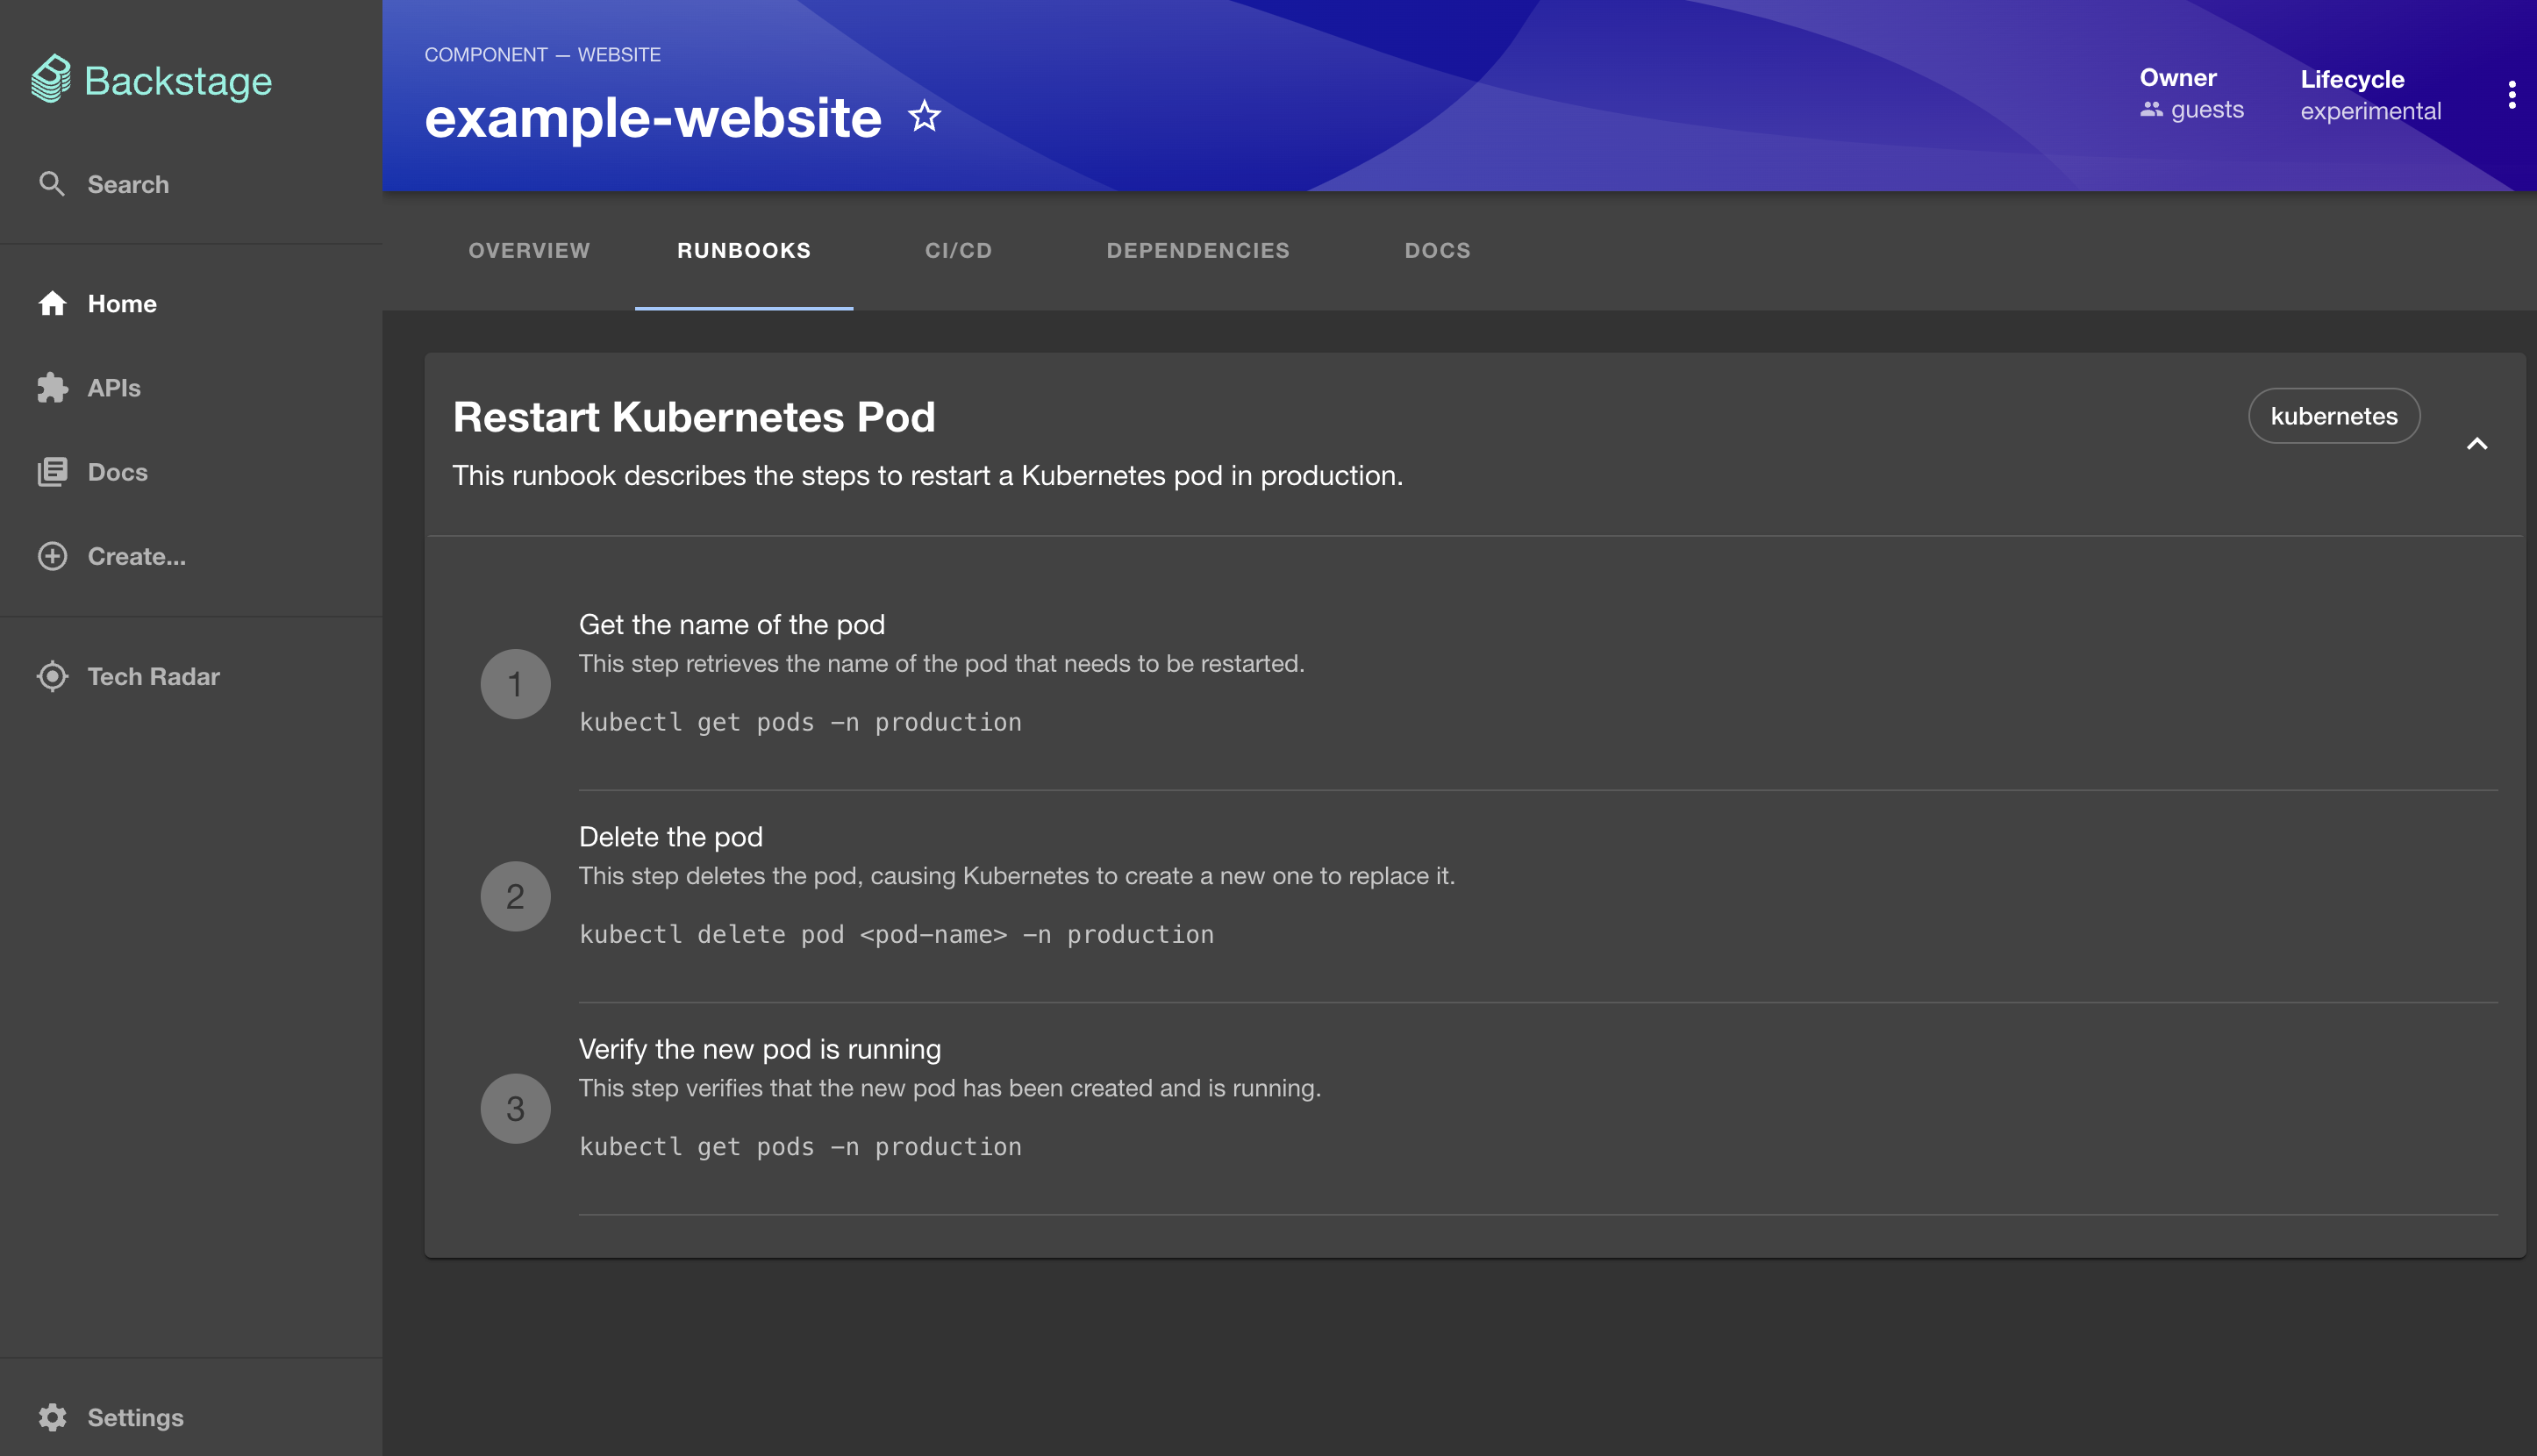 Backstage
Search
Home
APIs
Docs
Create...
Tech Radar
Settings
COMPONENT — WEBSITE
example-website
Owner
guests
Lifecycle
experimental
OVERVIEW
RUNBOOKS
CI/CD
DEPENDENCIES
DOCS
Restart Kubernetes Pod
This runbook describes the steps to restart a Kubernetes pod in production.
kubernetes
1
Get the name of the pod
This step retrieves the name of the pod that needs to be restarted.
kubectl get pods -n production
2
Delete the pod
This step deletes the pod, causing Kubernetes to create a new one to replace it.
kubectl delete pod <pod-name> -n production
3
Verify the new pod is running
This step verifies that the new pod has been created and is running.
kubectl get pods -n production